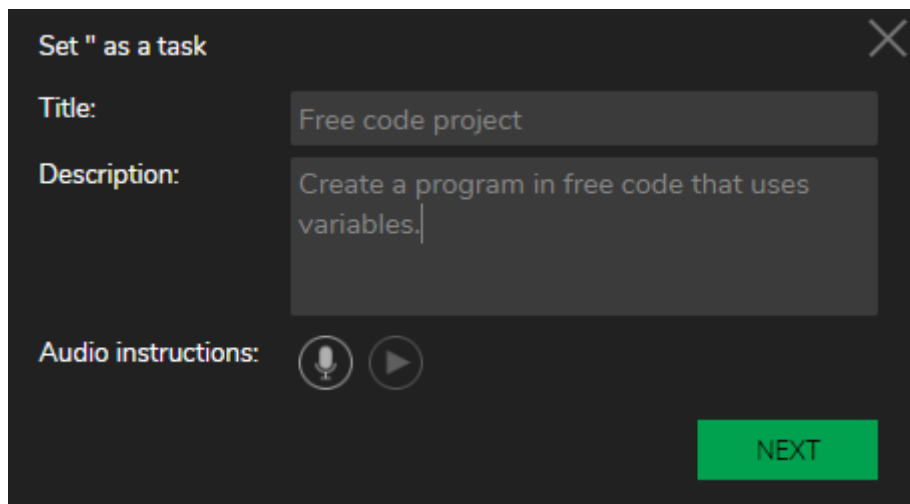 Set " as a task
Title:
Free code project
Description:
Create a program in free code that uses
variables.
Audio instructions:
NEXT